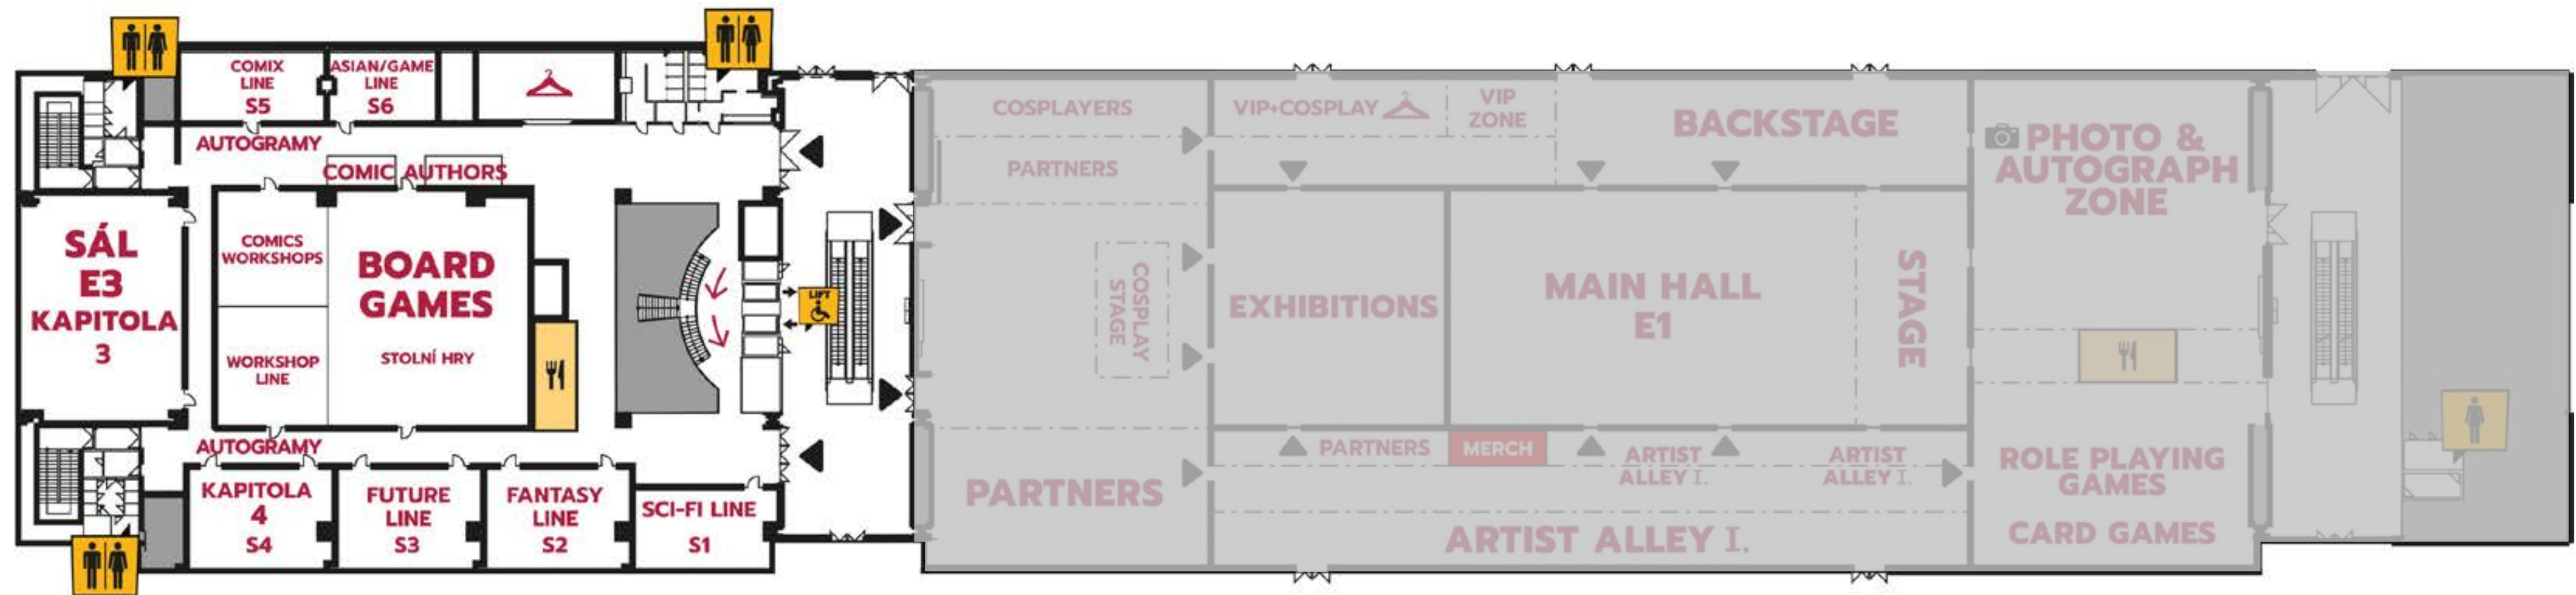 COMIX
LINE
S5
ASIAN/GAME
LINE
S6
AUTOGRAMY
COMIC AUTHORS
SÁL
E3
KAPITOLA
3
COMICS
WORKSHOPS
WORKSHOP
LINE
BOARD
GAMES
STOLNÍ HRY
LIFT
AUTOGRAMY
KAPITOLA
4
S4
FUTURE
LINE
S3
FANTASY
LINE
S2
SCI-FI LINE
S1
COSPLAYERS
PARTNERS
COSPLAY
STAGE
PARTNERS
VIP+COSPLAY
VIP
ZONE
BACKSTAGE
EXHIBITIONS
MAIN HALL
E1
STAGE
PARTNERS
MERCH
ARTIST
ALLEY I.
ARTIST
ALLEY I.
ARTIST ALLEY I.
PHOTO &
AUTOGRAPH
ZONE
ROLE PLAYING
GAMES
CARD GAMES